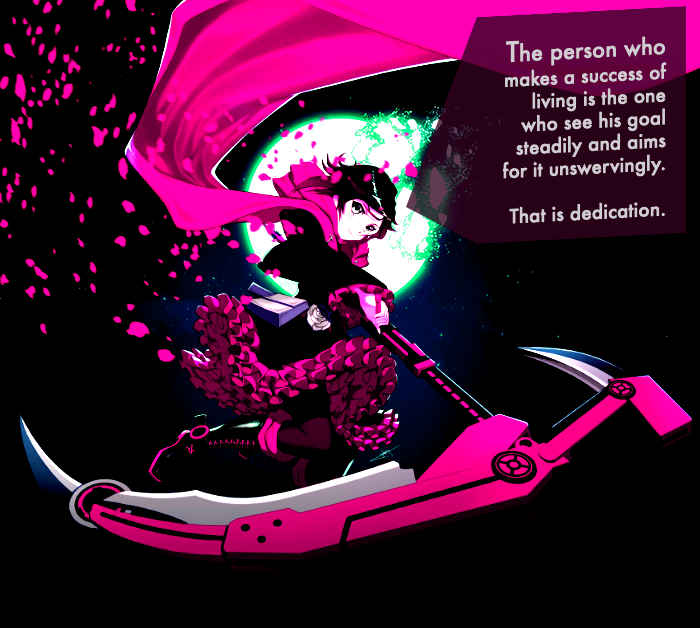 The person who
makes a success of
living is the one
who see his goal
steadily and aims
for it unswervingly.
That is dedication.